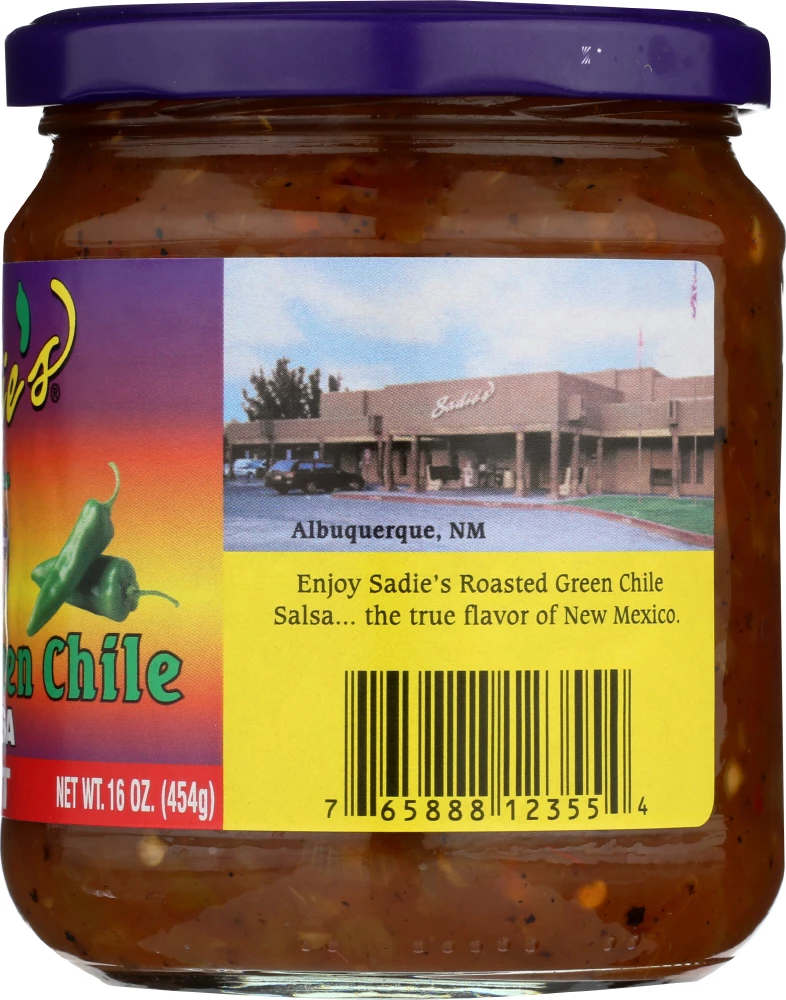 Sadie's
Albuquerque, NM
Enjoy Sadie's Roasted Green Chile
Salsa... the true flavor of New Mexico.
Chile
NET WT. 16 OZ. (454g)
7 65888 12355 4